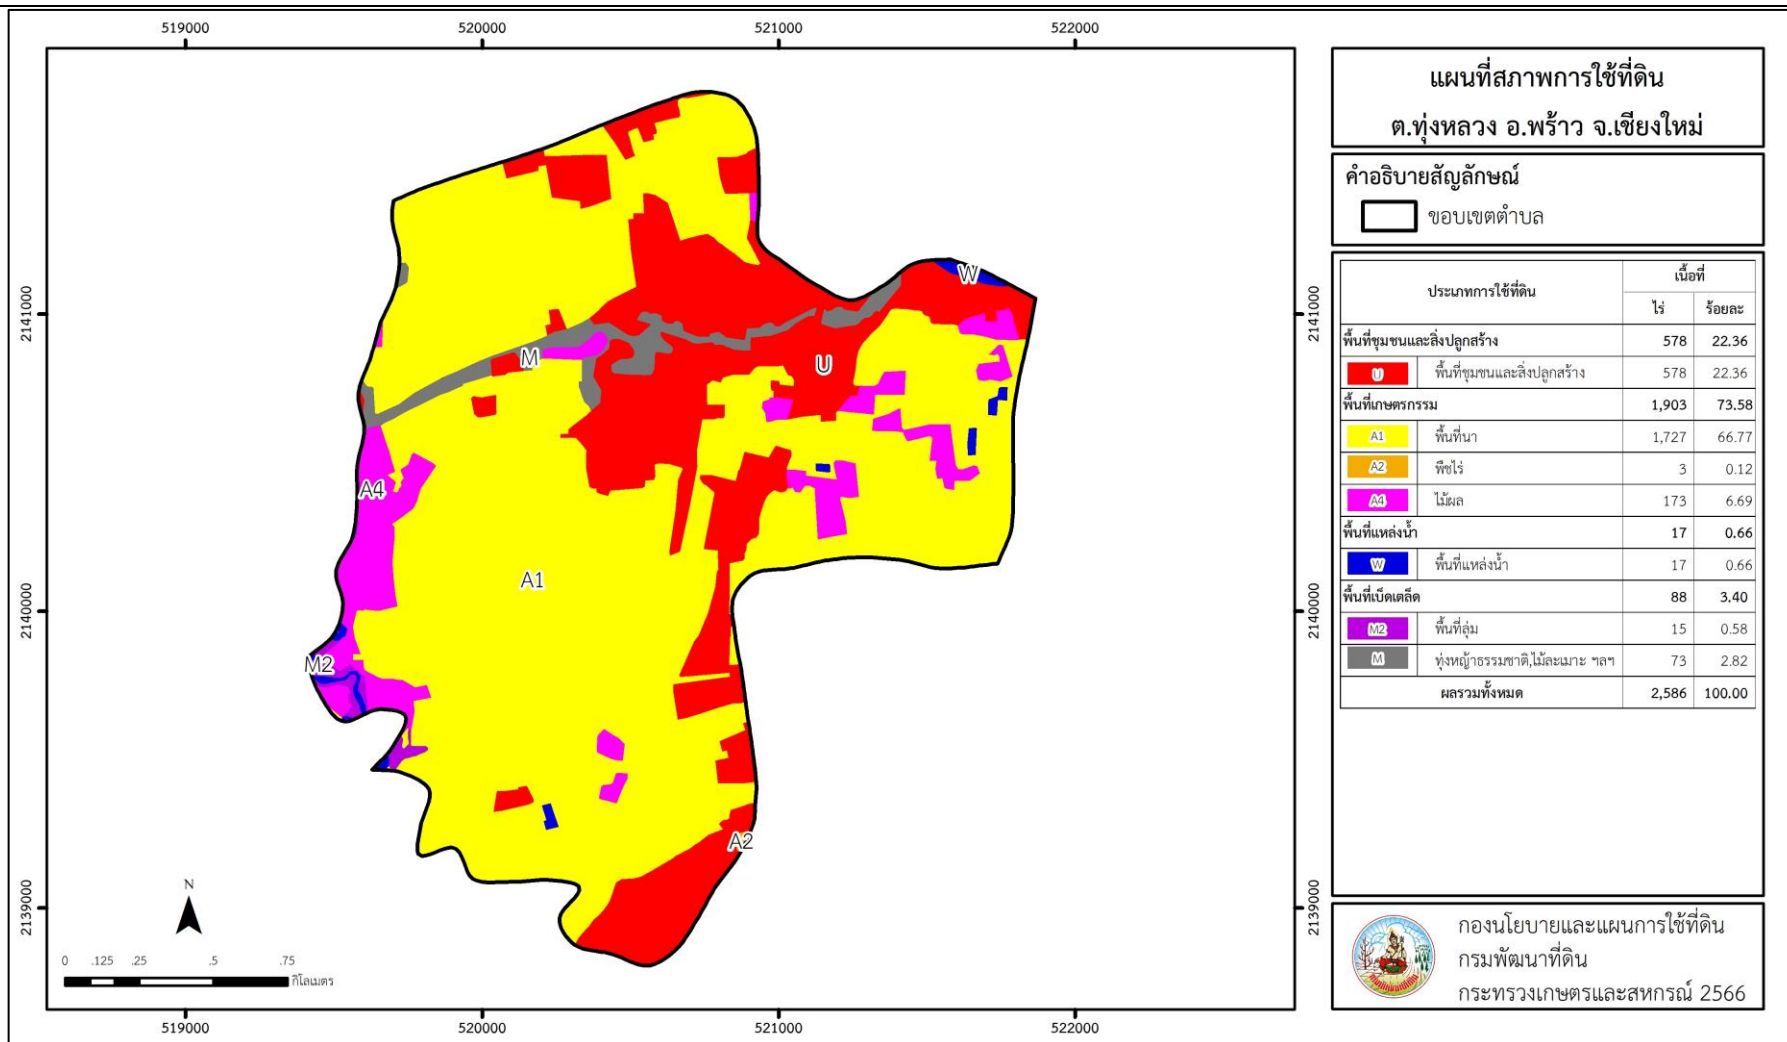 519000 520000 521000 522000
2141000 2141000
2140000 2140000
2139000 2139000
W
M
U
A4
A1
M2
A2
N
0 .125 .25 .5 .75
กิโลเมตร
519000 520000 521000 522000
แผนที่สภาพการใช้ที่ดิน
ต.ทุ่งหลวง อ.พร้าว จ.เชียงใหม่
คำอธิบายสัญลักษณ์
ขอบเขตตำบล
ประเภทการใช้ที่ดิน เนื้อที่
ไร่ ร้อยละ
พื้นที่ชุมชนและสิ่งปลูกสร้าง 578 22.36
U พื้นที่ชุมชนและสิ่งปลูกสร้าง 578 22.36
พื้นที่เกษตรกรรม 1,903 73.58
A1 พื้นที่นา 1,727 66.77
A2 พืชไร่ 3 0.12
A4 ไม้ผล 173 6.69
พื้นที่แหล่งน้ำ 17 0.66
W พื้นที่แหล่งน้ำ 17 0.66
พื้นที่เบ็ดเตล็ด 88 3.40
M2 พื้นที่ลุ่ม 15 0.58
M ทุ่งหญ้าธรรมชาติ,ไม้ละเมาะ ฯลฯ 73 2.82
ผลรวมทั้งหมด 2,586 100.00
กองนโยบายและแผนการใช้ที่ดิน
กรมพัฒนาที่ดิน
กระทรวงเกษตรและสหกรณ์ 2566